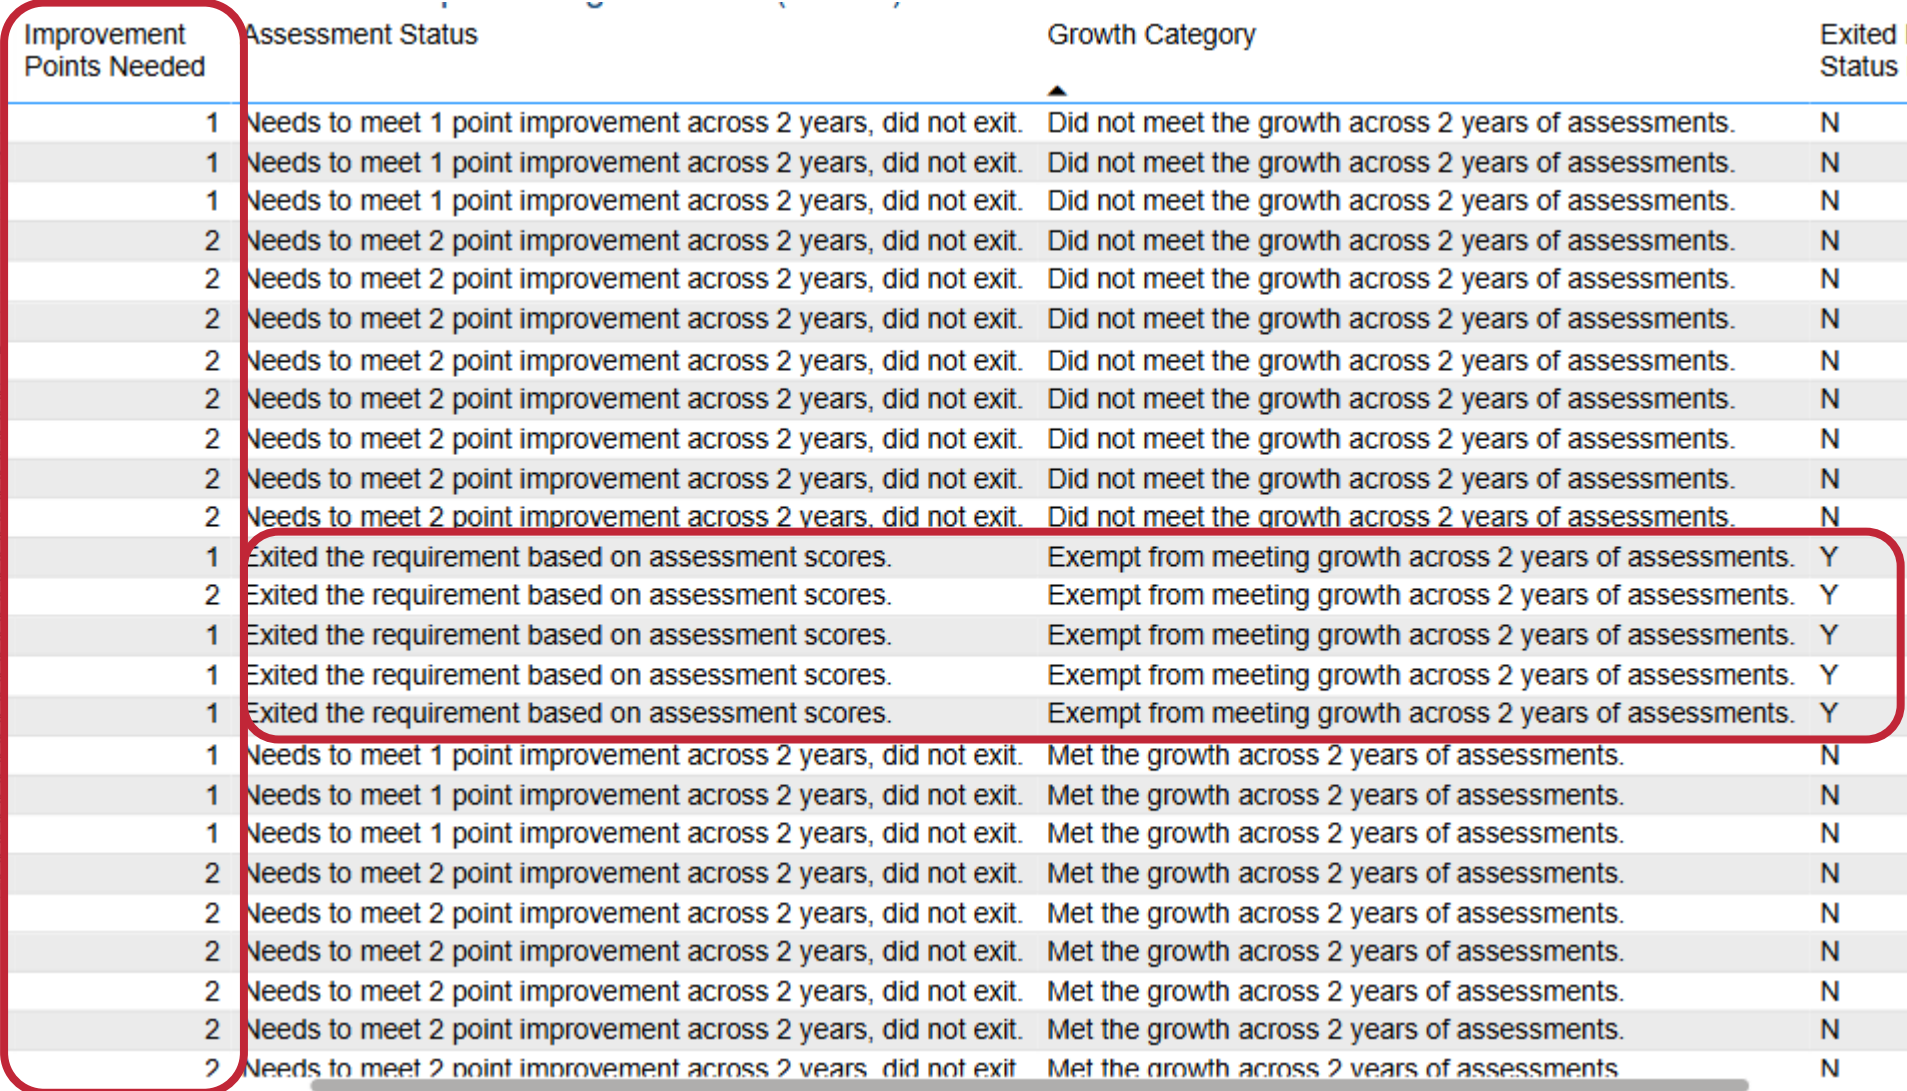 Improvement Points Needed Assessment Status Growth Category Exited Status
1 Needs to meet 1 point improvement across 2 years, did not exit. Did not meet the growth across 2 years of assessments. N
1 Needs to meet 1 point improvement across 2 years, did not exit. Did not meet the growth across 2 years of assessments. N
1 Needs to meet 1 point improvement across 2 years, did not exit. Did not meet the growth across 2 years of assessments. N
2 Needs to meet 2 point improvement across 2 years, did not exit. Did not meet the growth across 2 years of assessments. N
2 Needs to meet 2 point improvement across 2 years, did not exit. Did not meet the growth across 2 years of assessments. N
2 Needs to meet 2 point improvement across 2 years, did not exit. Did not meet the growth across 2 years of assessments. N
2 Needs to meet 2 point improvement across 2 years, did not exit. Did not meet the growth across 2 years of assessments. N
2 Needs to meet 2 point improvement across 2 years, did not exit. Did not meet the growth across 2 years of assessments. N
2 Needs to meet 2 point improvement across 2 years, did not exit. Did not meet the growth across 2 years of assessments. N
2 Needs to meet 2 point improvement across 2 years, did not exit. Did not meet the growth across 2 years of assessments. N
2 Needs to meet 2 point improvement across 2 years, did not exit. Did not meet the growth across 2 years of assessments. N
1 Exited the requirement based on assessment scores. Exempt from meeting growth across 2 years of assessments. Y
2 Exited the requirement based on assessment scores. Exempt from meeting growth across 2 years of assessments. Y
1 Exited the requirement based on assessment scores. Exempt from meeting growth across 2 years of assessments. Y
1 Exited the requirement based on assessment scores. Exempt from meeting growth across 2 years of assessments. Y
1 Exited the requirement based on assessment scores. Exempt from meeting growth across 2 years of assessments. Y
1 Needs to meet 1 point improvement across 2 years, did not exit. Met the growth across 2 years of assessments. N
1 Needs to meet 1 point improvement across 2 years, did not exit. Met the growth across 2 years of assessments. N
1 Needs to meet 1 point improvement across 2 years, did not exit. Met the growth across 2 years of assessments. N
2 Needs to meet 2 point improvement across 2 years, did not exit. Met the growth across 2 years of assessments. N
2 Needs to meet 2 point improvement across 2 years, did not exit. Met the growth across 2 years of assessments. N
2 Needs to meet 2 point improvement across 2 years, did not exit. Met the growth across 2 years of assessments. N
2 Needs to meet 2 point improvement across 2 years, did not exit. Met the growth across 2 years of assessments. N
2 Needs to meet 2 point improvement across 2 years, did not exit. Met the growth across 2 years of assessments. N
2 Needs to meet 2 point improvement across 2 years, did not exit. Met the growth across 2 years of assessments. N